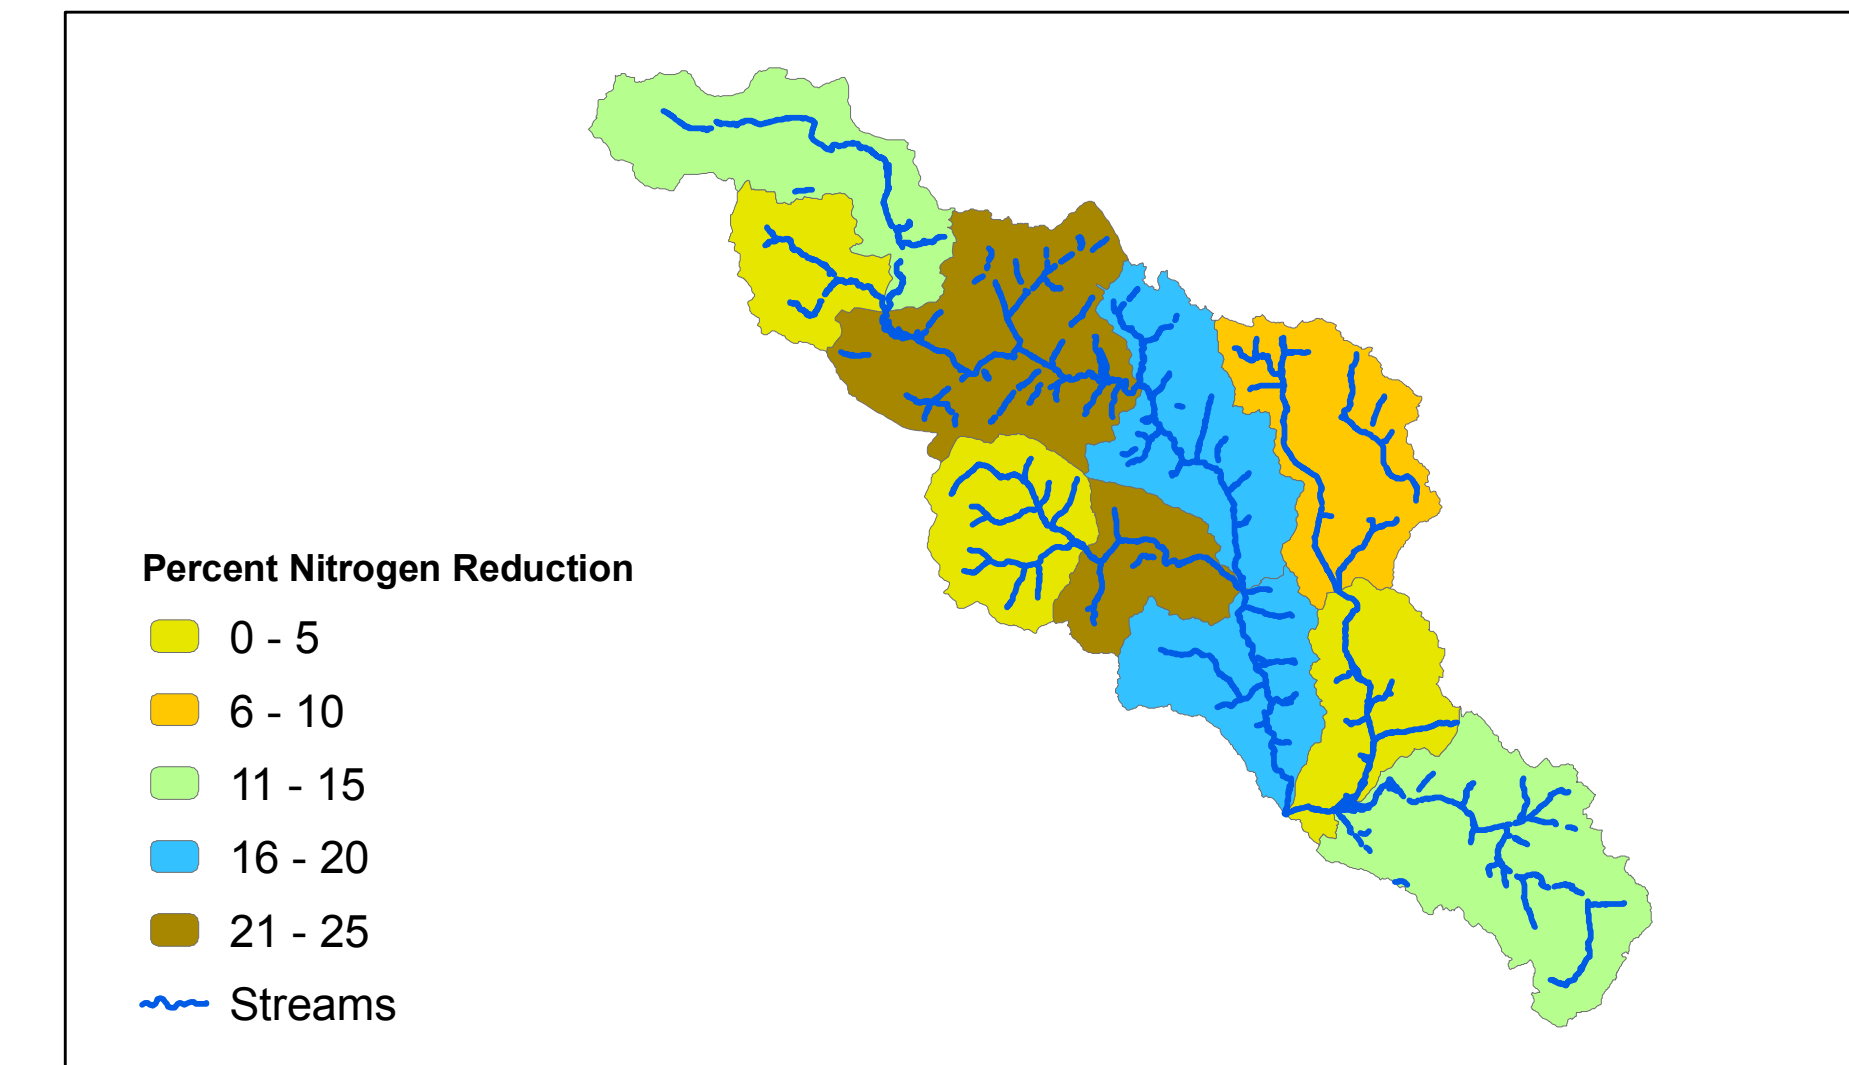 Percent Nitrogen Reduction
0 - 5
6 - 10
11 - 15
16 - 20
21 - 25
Streams